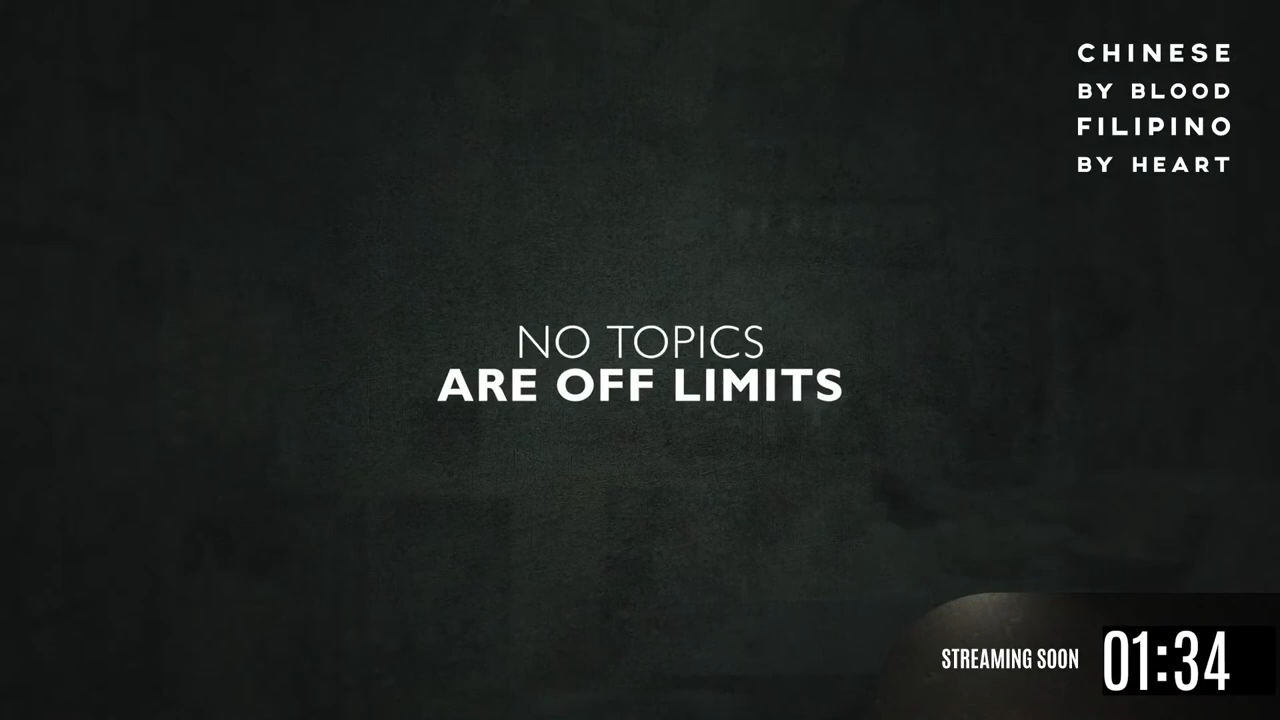 CHINESE
BY BLOOD
FILIPINO
BY HEART
NO TOPICS
ARE OFF LIMITS
STREAMING SOON 01:34